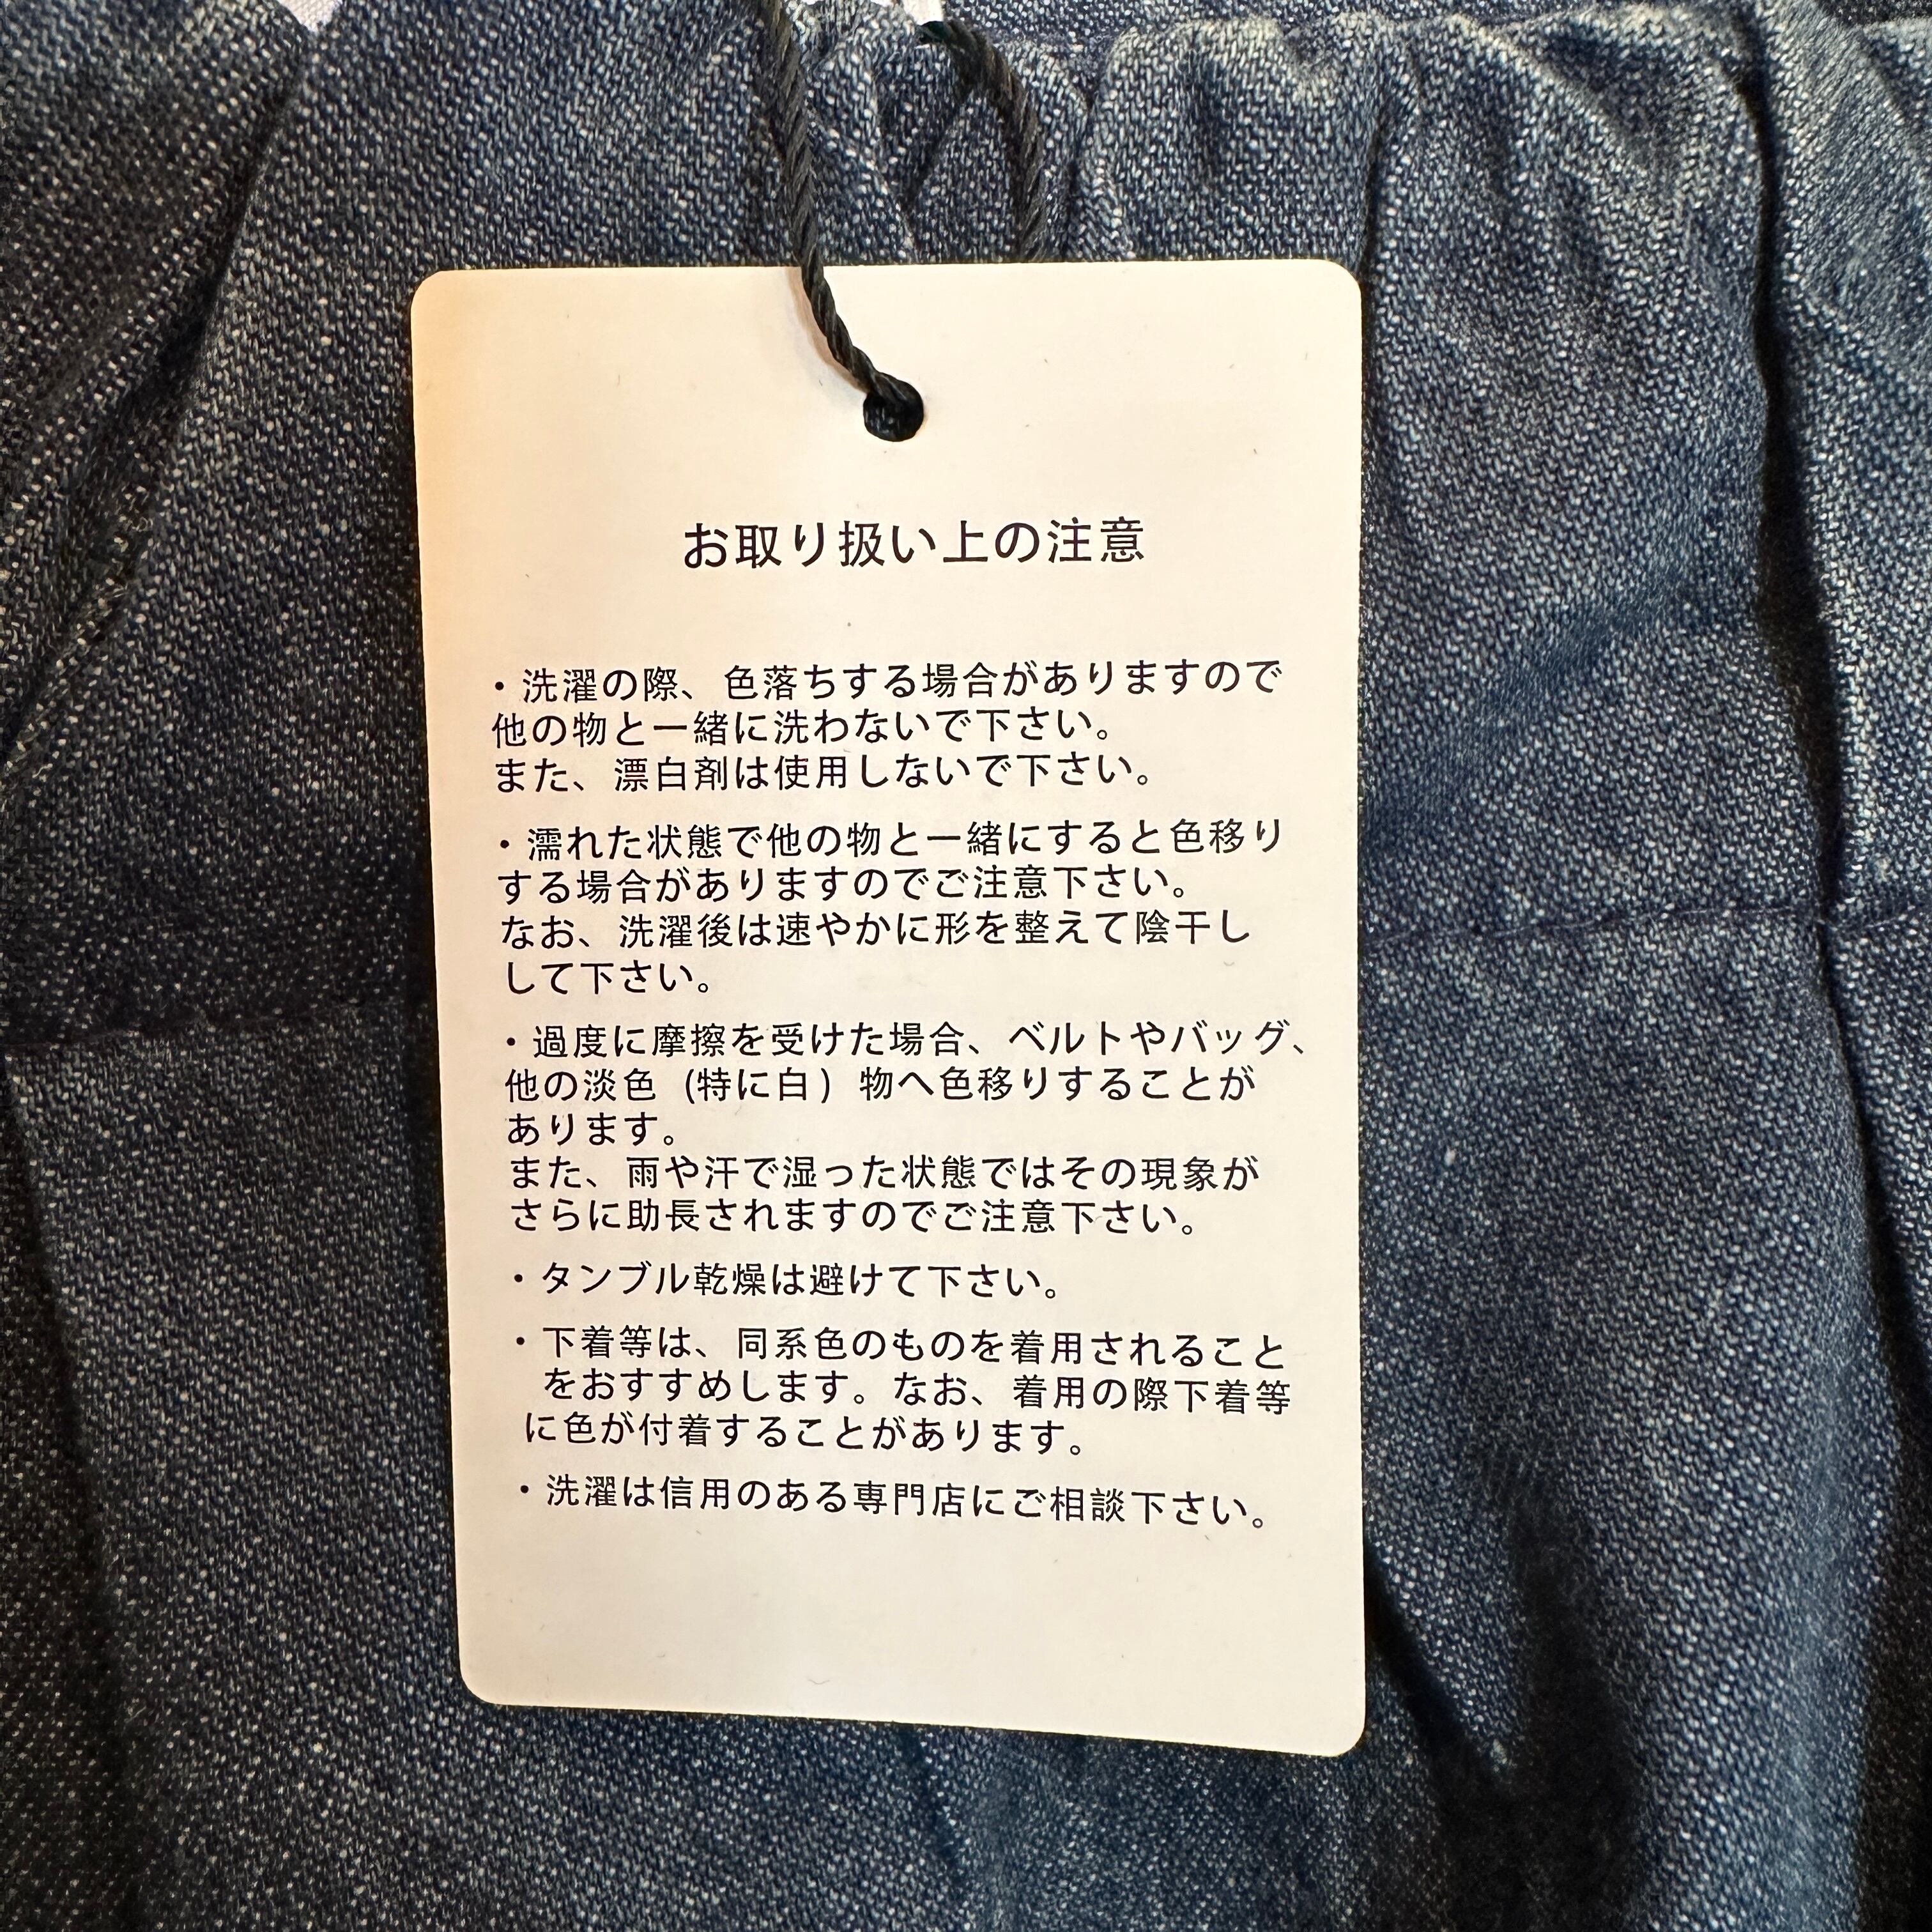 お取り扱い上の注意
・洗濯の際、色落ちする場合がありますので
他の物と一緒に洗わないで下さい。
また、漂白剤は使用しないで下さい。
・濡れた状態で他の物と一緒にすると色移り
する場合がありますのでご注意下さい。
なお、洗濯後は速やかに形を整えて陰干し
して下さい。
・過度に摩擦を受けた場合、ベルトやバッグ、
他の淡色（特に白）物へ色移りすることが
あります。
また、雨や汗で湿った状態ではその現象が
さらに助長されますのでご注意下さい。
・タンブル乾燥は避けて下さい。
・下着等は、同系色のものを着用されること
をおすすめします。なお、着用の際下着等
に色が付着することがあります。
・洗濯は信用のある専門店にご相談下さい。